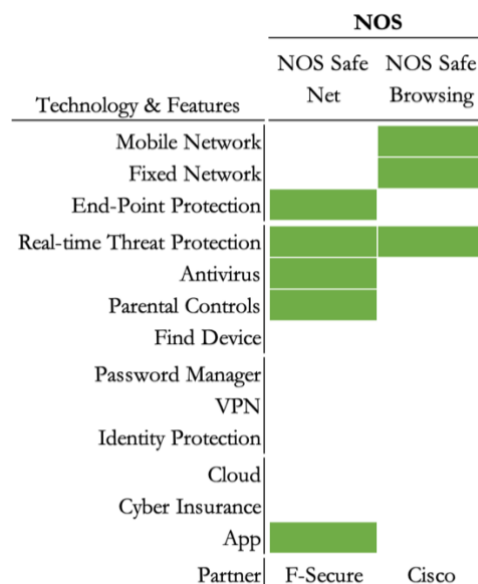 NOS
NOS Safe NOS Safe
Technology & Features Net Browsing
Mobile Network
Fixed Network
End-Point Protection
Real-time Threat Protection
Antivirus
Parental Controls
Find Device
Password Manager
VPN
Identity Protection
Cloud
Cyber Insurance
App
Partner F-Secure Cisco